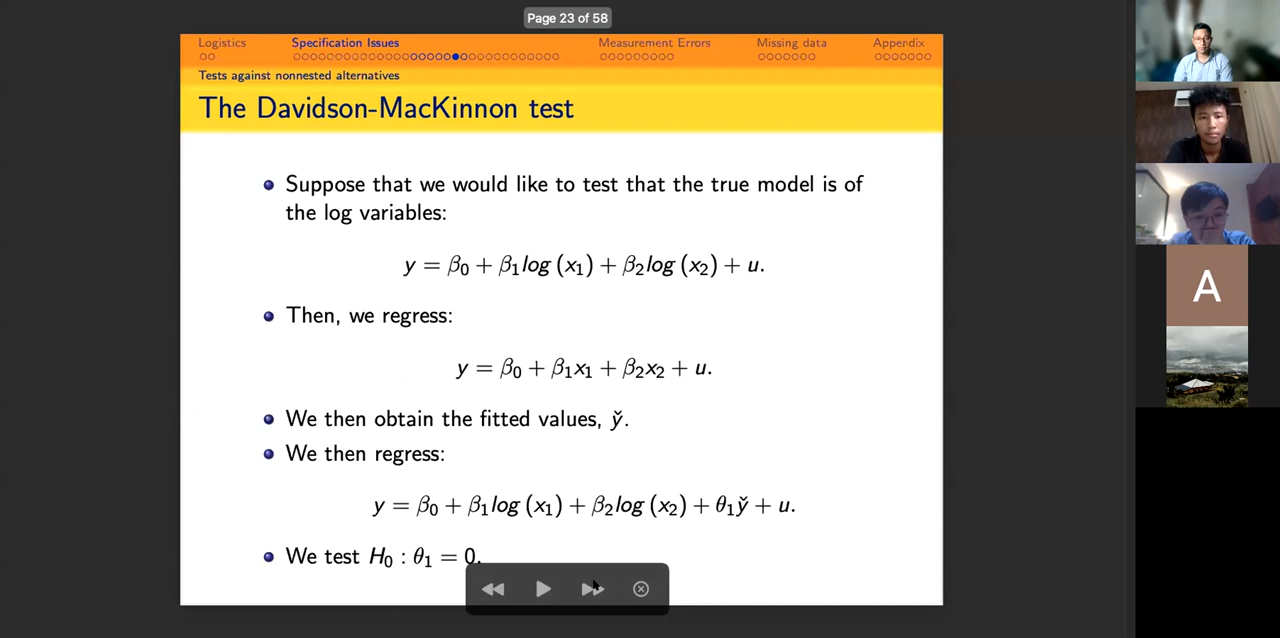 Page 23 of 58
Logistics Specification Issues Measurement Errors Missing data Appendix
Tests against nonnested alternatives
The Davidson-MacKinnon test
Suppose that we would like to test that the true model is of
the log variables:
y = β₀ + β₁log (x₁) + β₂log (x₂) + u.
Then, we regress:
y = β₀ + β₁x₁ + β₂x₂ + u.
We then obtain the fitted values, y̌.
We then regress:
y = β₀ + β₁log (x₁) + β₂log (x₂) + θ₁y̌ + u.
We test H₀ : θ₁ = 0.
A